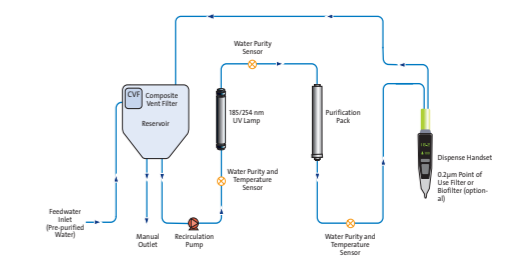 Water Purity
Sensor
CVF
Composite
Vent Filter
Reservoir
185/254 nm
UV Lamp
Purification
Pack
Dispense Handset
0.2µm Point of
Use Filter or
Biofilter (option-
al)
Water Purity and
Temperature
Sensor
Feedwater
Inlet
(Pre-purified
Water)
Manual
Outlet
Recirculation
Pump
Water Purity and
Temperature
Sensor